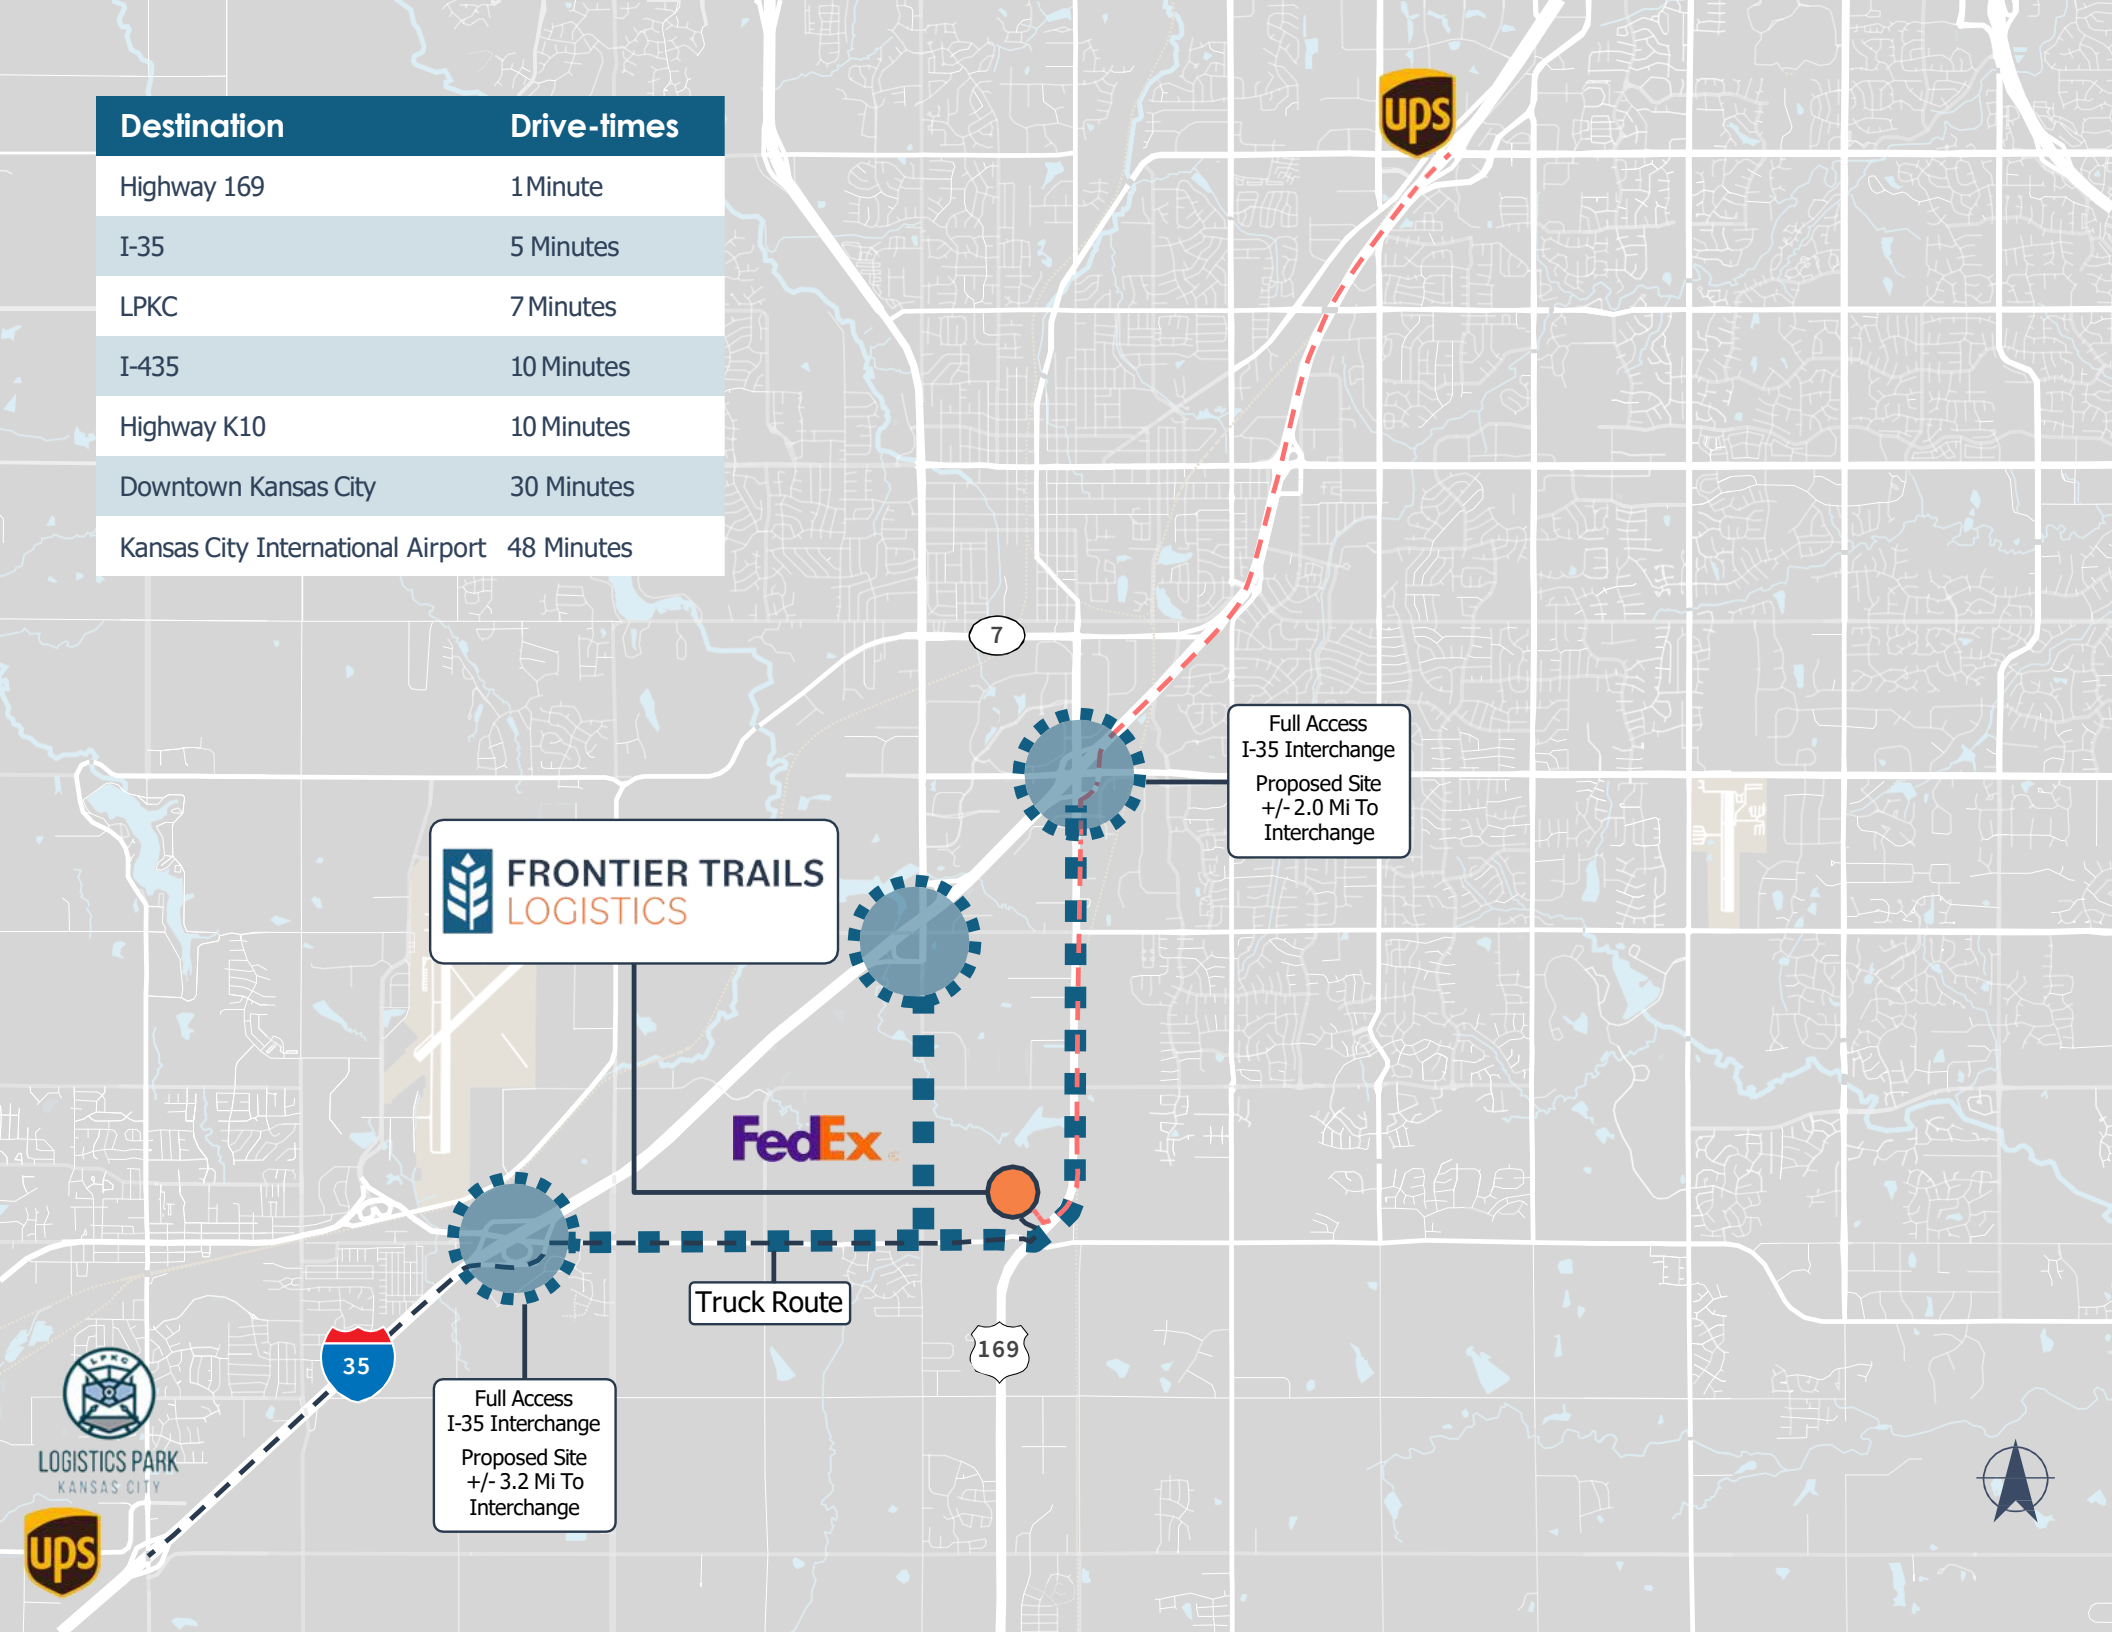 Destination Drive-times
Highway 169 1 Minute
I-35 5 Minutes
LPKC 7 Minutes
I-435 10 Minutes
Highway K10 10 Minutes
Downtown Kansas City 30 Minutes
Kansas City International Airport 48 Minutes
ups
7
Full Access
I-35 Interchange
Proposed Site
+/- 2.0 Mi To
Interchange
FRONTIER TRAILS
LOGISTICS
FedEx
Truck Route
35
169
LPKC
LOGISTICS PARK
KANSAS CITY
ups
Full Access
I-35 Interchange
Proposed Site
+/- 3.2 Mi To
Interchange